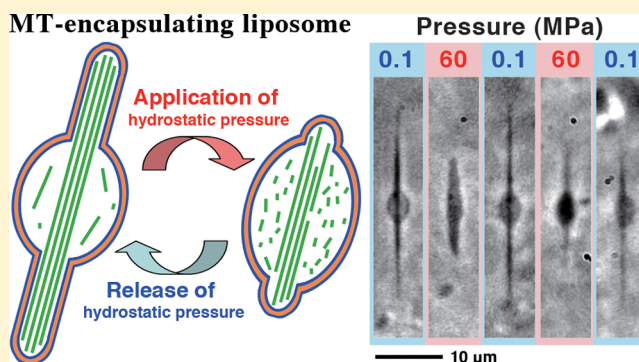 MT-encapsulating liposome
Application of
hydrostatic pressure
Release of
hydrostatic pressure
Pressure (MPa)
0.1 60 0.1 60 0.1
10 µm